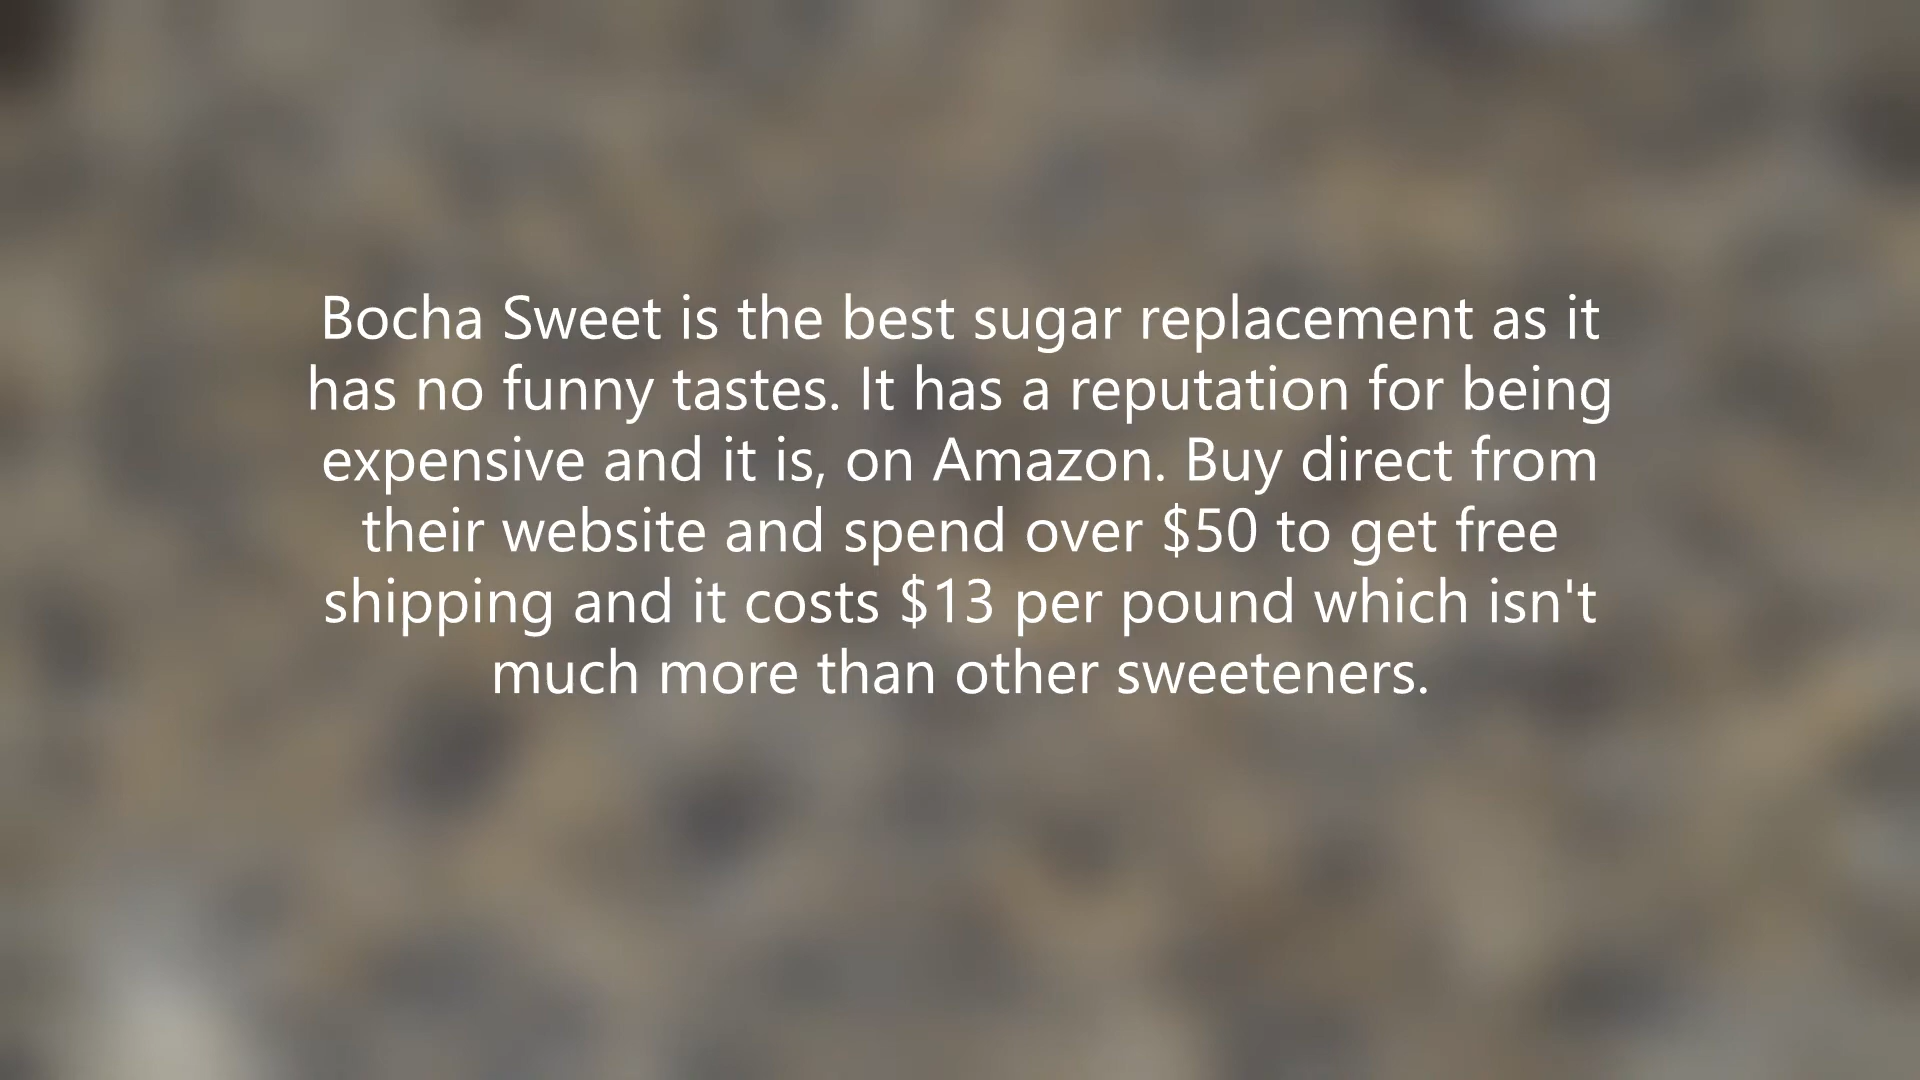 Bocha Sweet is the best sugar replacement as it
has no funny tastes. It has a reputation for being
expensive and it is, on Amazon. Buy direct from
their website and spend over $50 to get free
shipping and it costs $13 per pound which isn't
much more than other sweeteners.